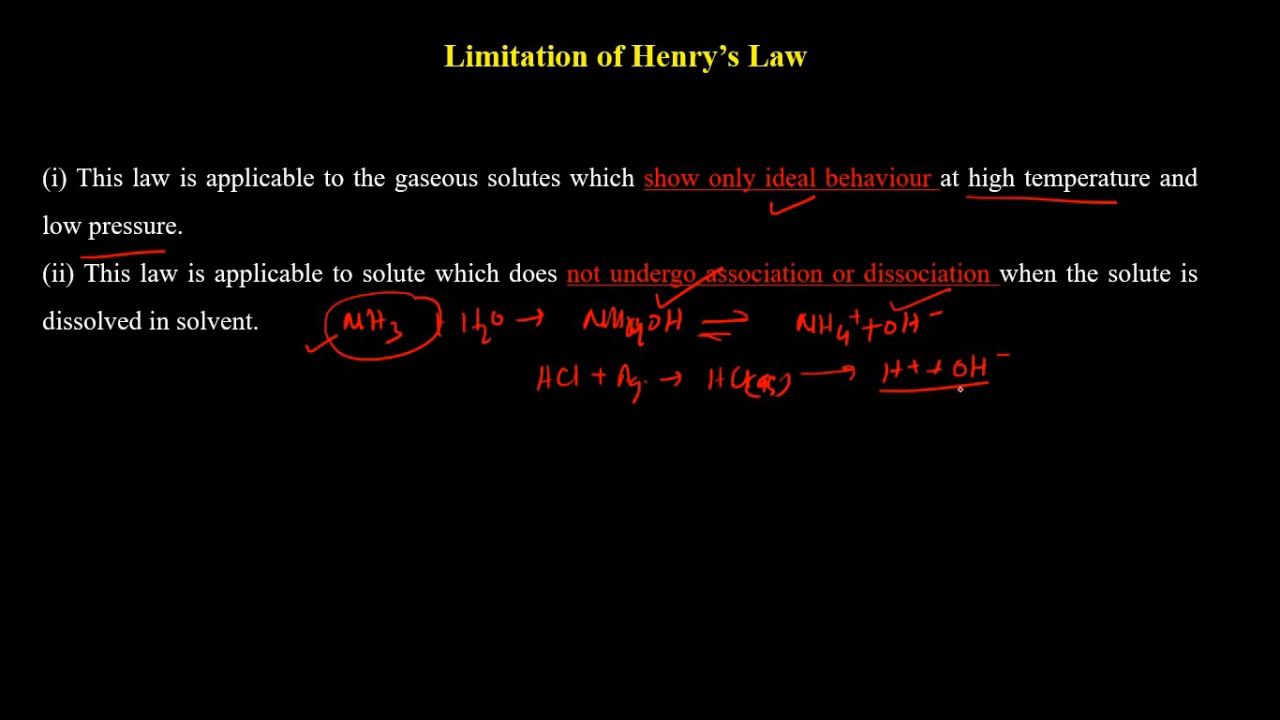 Limitation of Henry's Law
(i) This law is applicable to the gaseous solutes which show only ideal behaviour at high temperature and
low pressure.
(ii) This law is applicable to solute which does not undergo association or dissociation when the solute is
dissolved in solvent. NH3 + H2O → NH4OH ⇌ NH4+ + OH−
HCl + Aq. → HCl(aq) → H+ + OH−